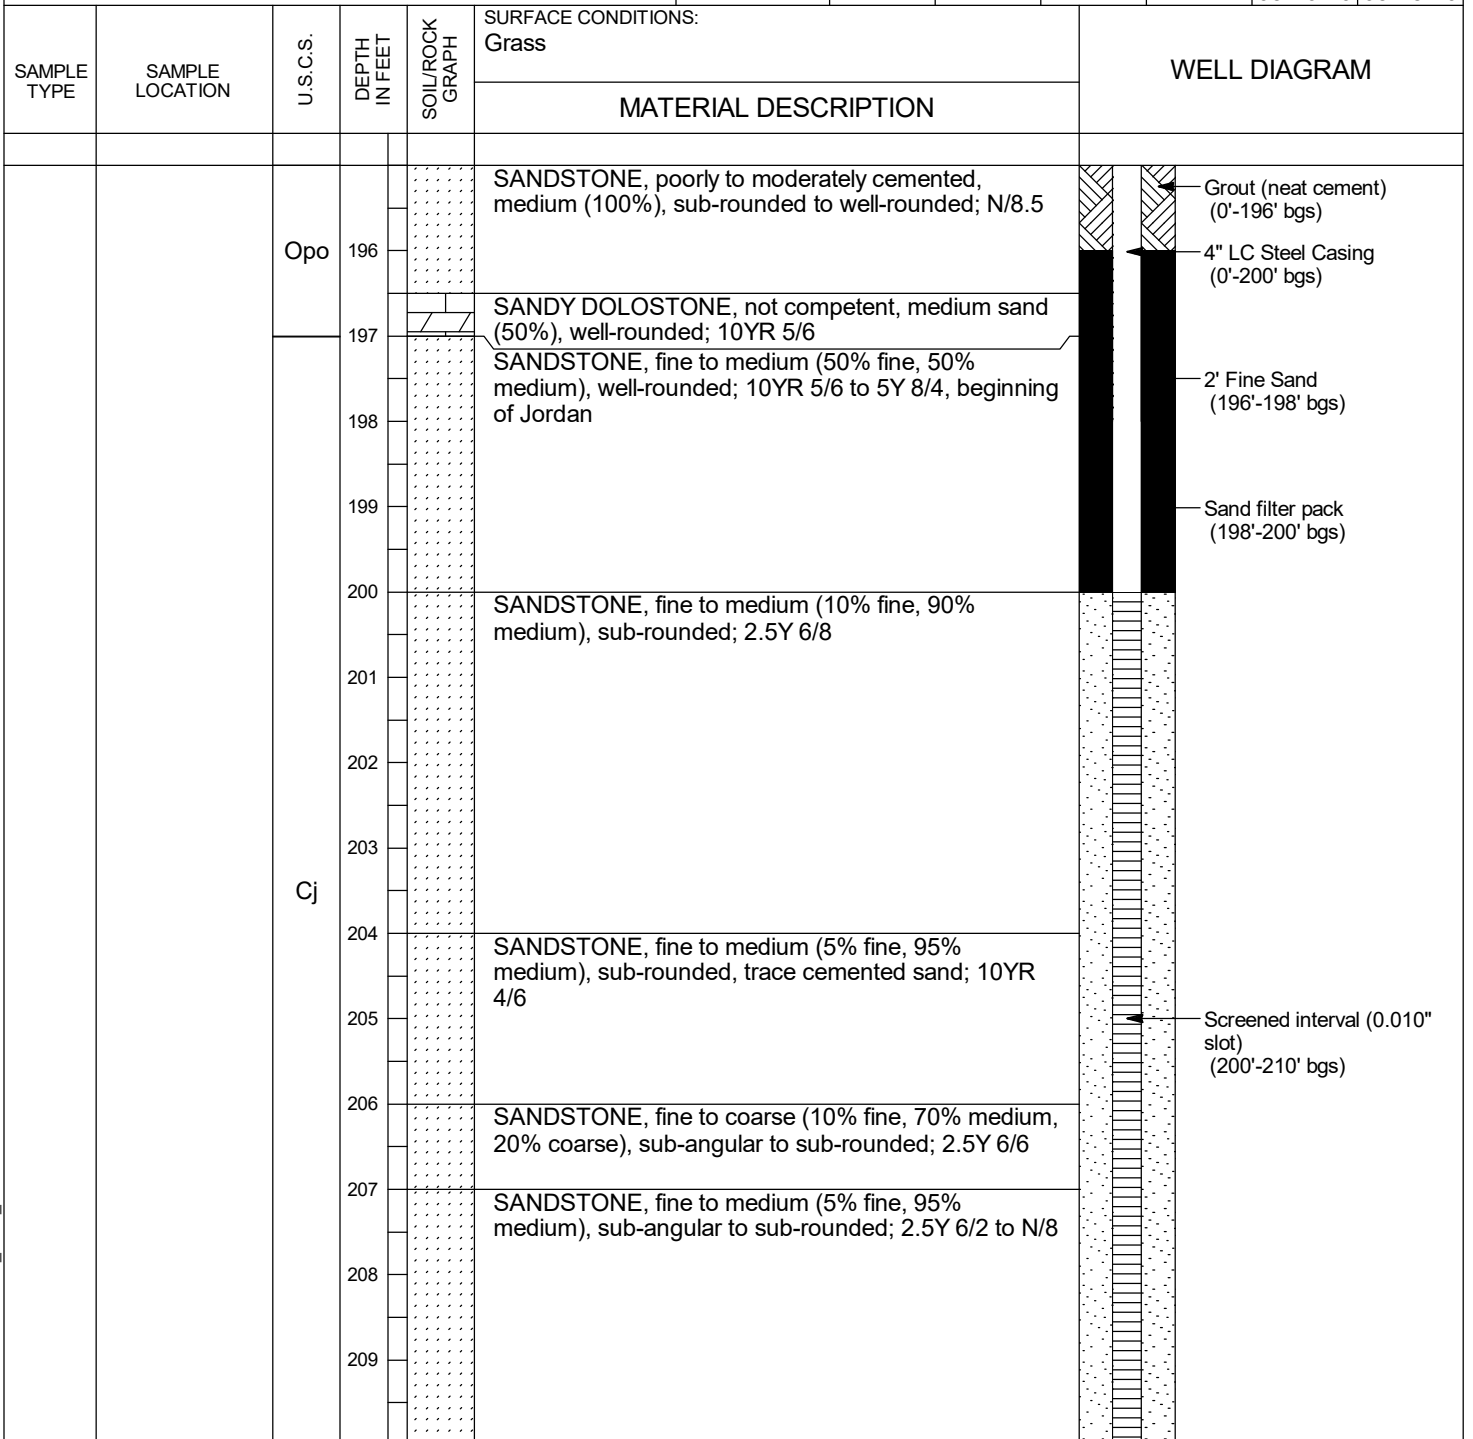 SURFACE CONDITIONS:
Grass
SAMPLE
TYPE
SAMPLE
LOCATION
U.S.C.S.
DEPTH
IN FEET
SOIL/ROCK
GRAPH
MATERIAL DESCRIPTION
WELL DIAGRAM
SANDSTONE, poorly to moderately cemented,
medium (100%), sub-rounded to well-rounded; N/8.5
Grout (neat cement)
(0'-196' bgs)
Opo
196
4" LC Steel Casing
(0'-200' bgs)
SANDY DOLOSTONE, not competent, medium sand
(50%), well-rounded; 10YR 5/6
197
SANDSTONE, fine to medium (50% fine, 50%
medium), well-rounded; 10YR 5/6 to 5Y 8/4, beginning
of Jordan
2' Fine Sand
(196'-198' bgs)
198
199
Sand filter pack
(198'-200' bgs)
200
SANDSTONE, fine to medium (10% fine, 90%
medium), sub-rounded; 2.5Y 6/8
201
202
203
Cj
204
SANDSTONE, fine to medium (5% fine, 95%
medium), sub-rounded, trace cemented sand; 10YR
4/6
205
Screened interval (0.010"
slot)
(200'-210' bgs)
206
SANDSTONE, fine to coarse (10% fine, 70% medium,
20% coarse), sub-angular to sub-rounded; 2.5Y 6/6
207
SANDSTONE, fine to medium (5% fine, 95%
medium), sub-angular to sub-rounded; 2.5Y 6/2 to N/8
208
209